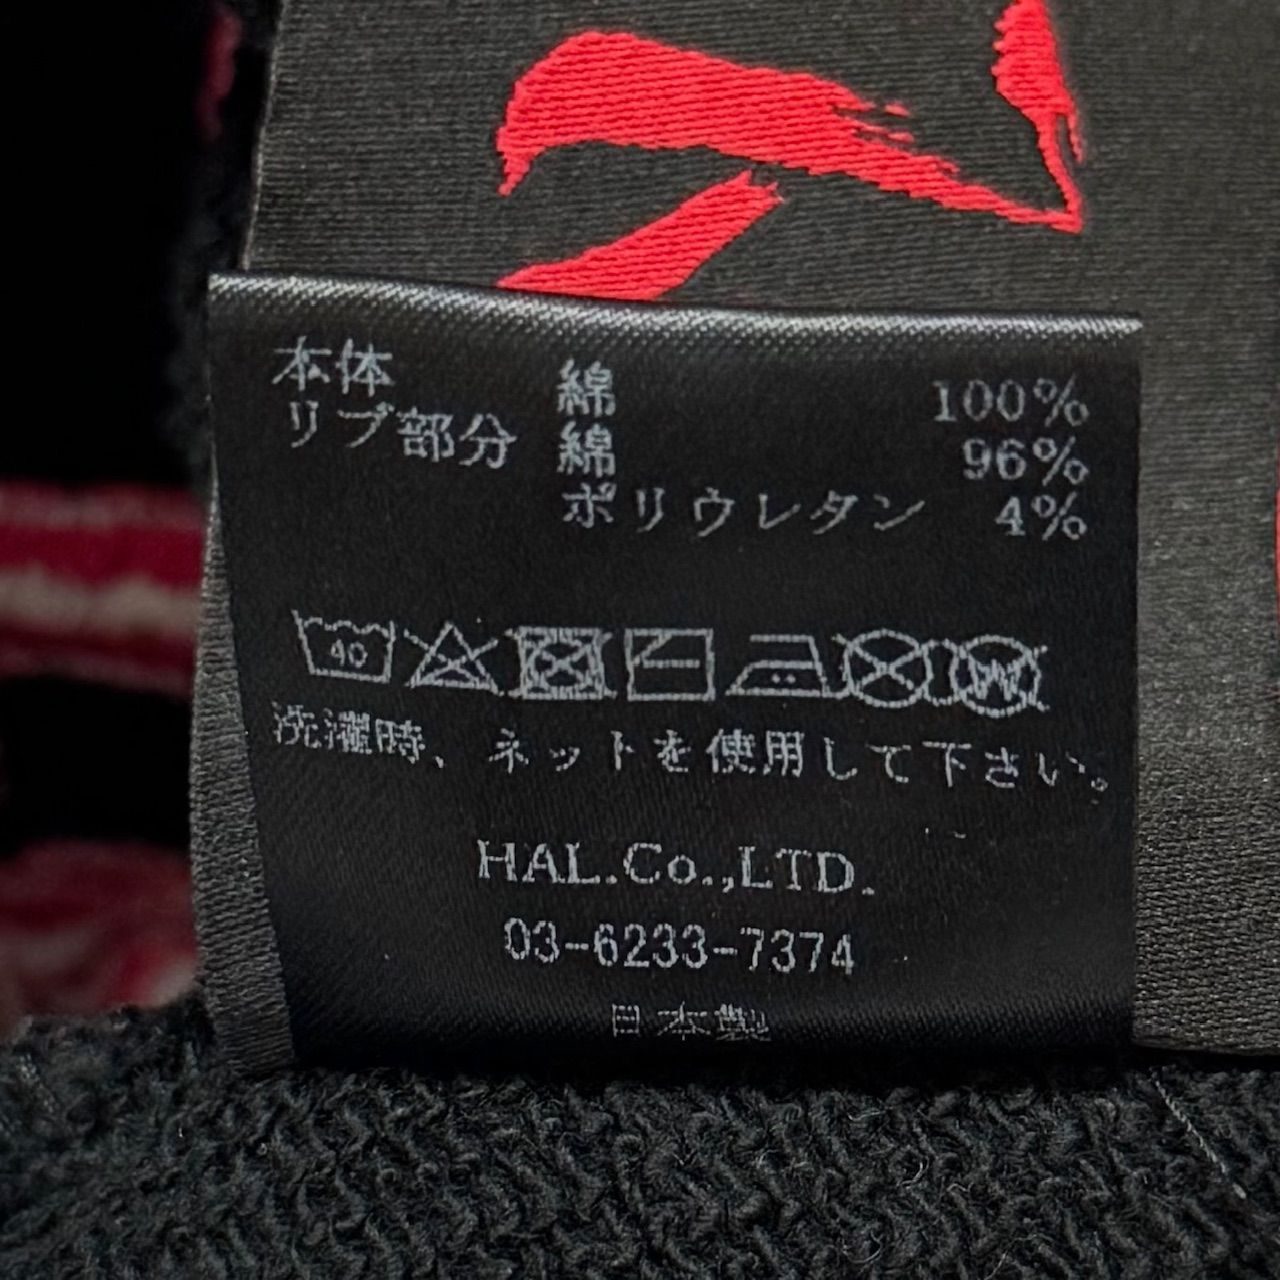 本体 綿 100%
リブ部分 綿 96%
ポリウレタン 4%
40
W
洗濯時、ネットを使用して下さい。
HAL.Co.,LTD.
03-6233-7374
日本製